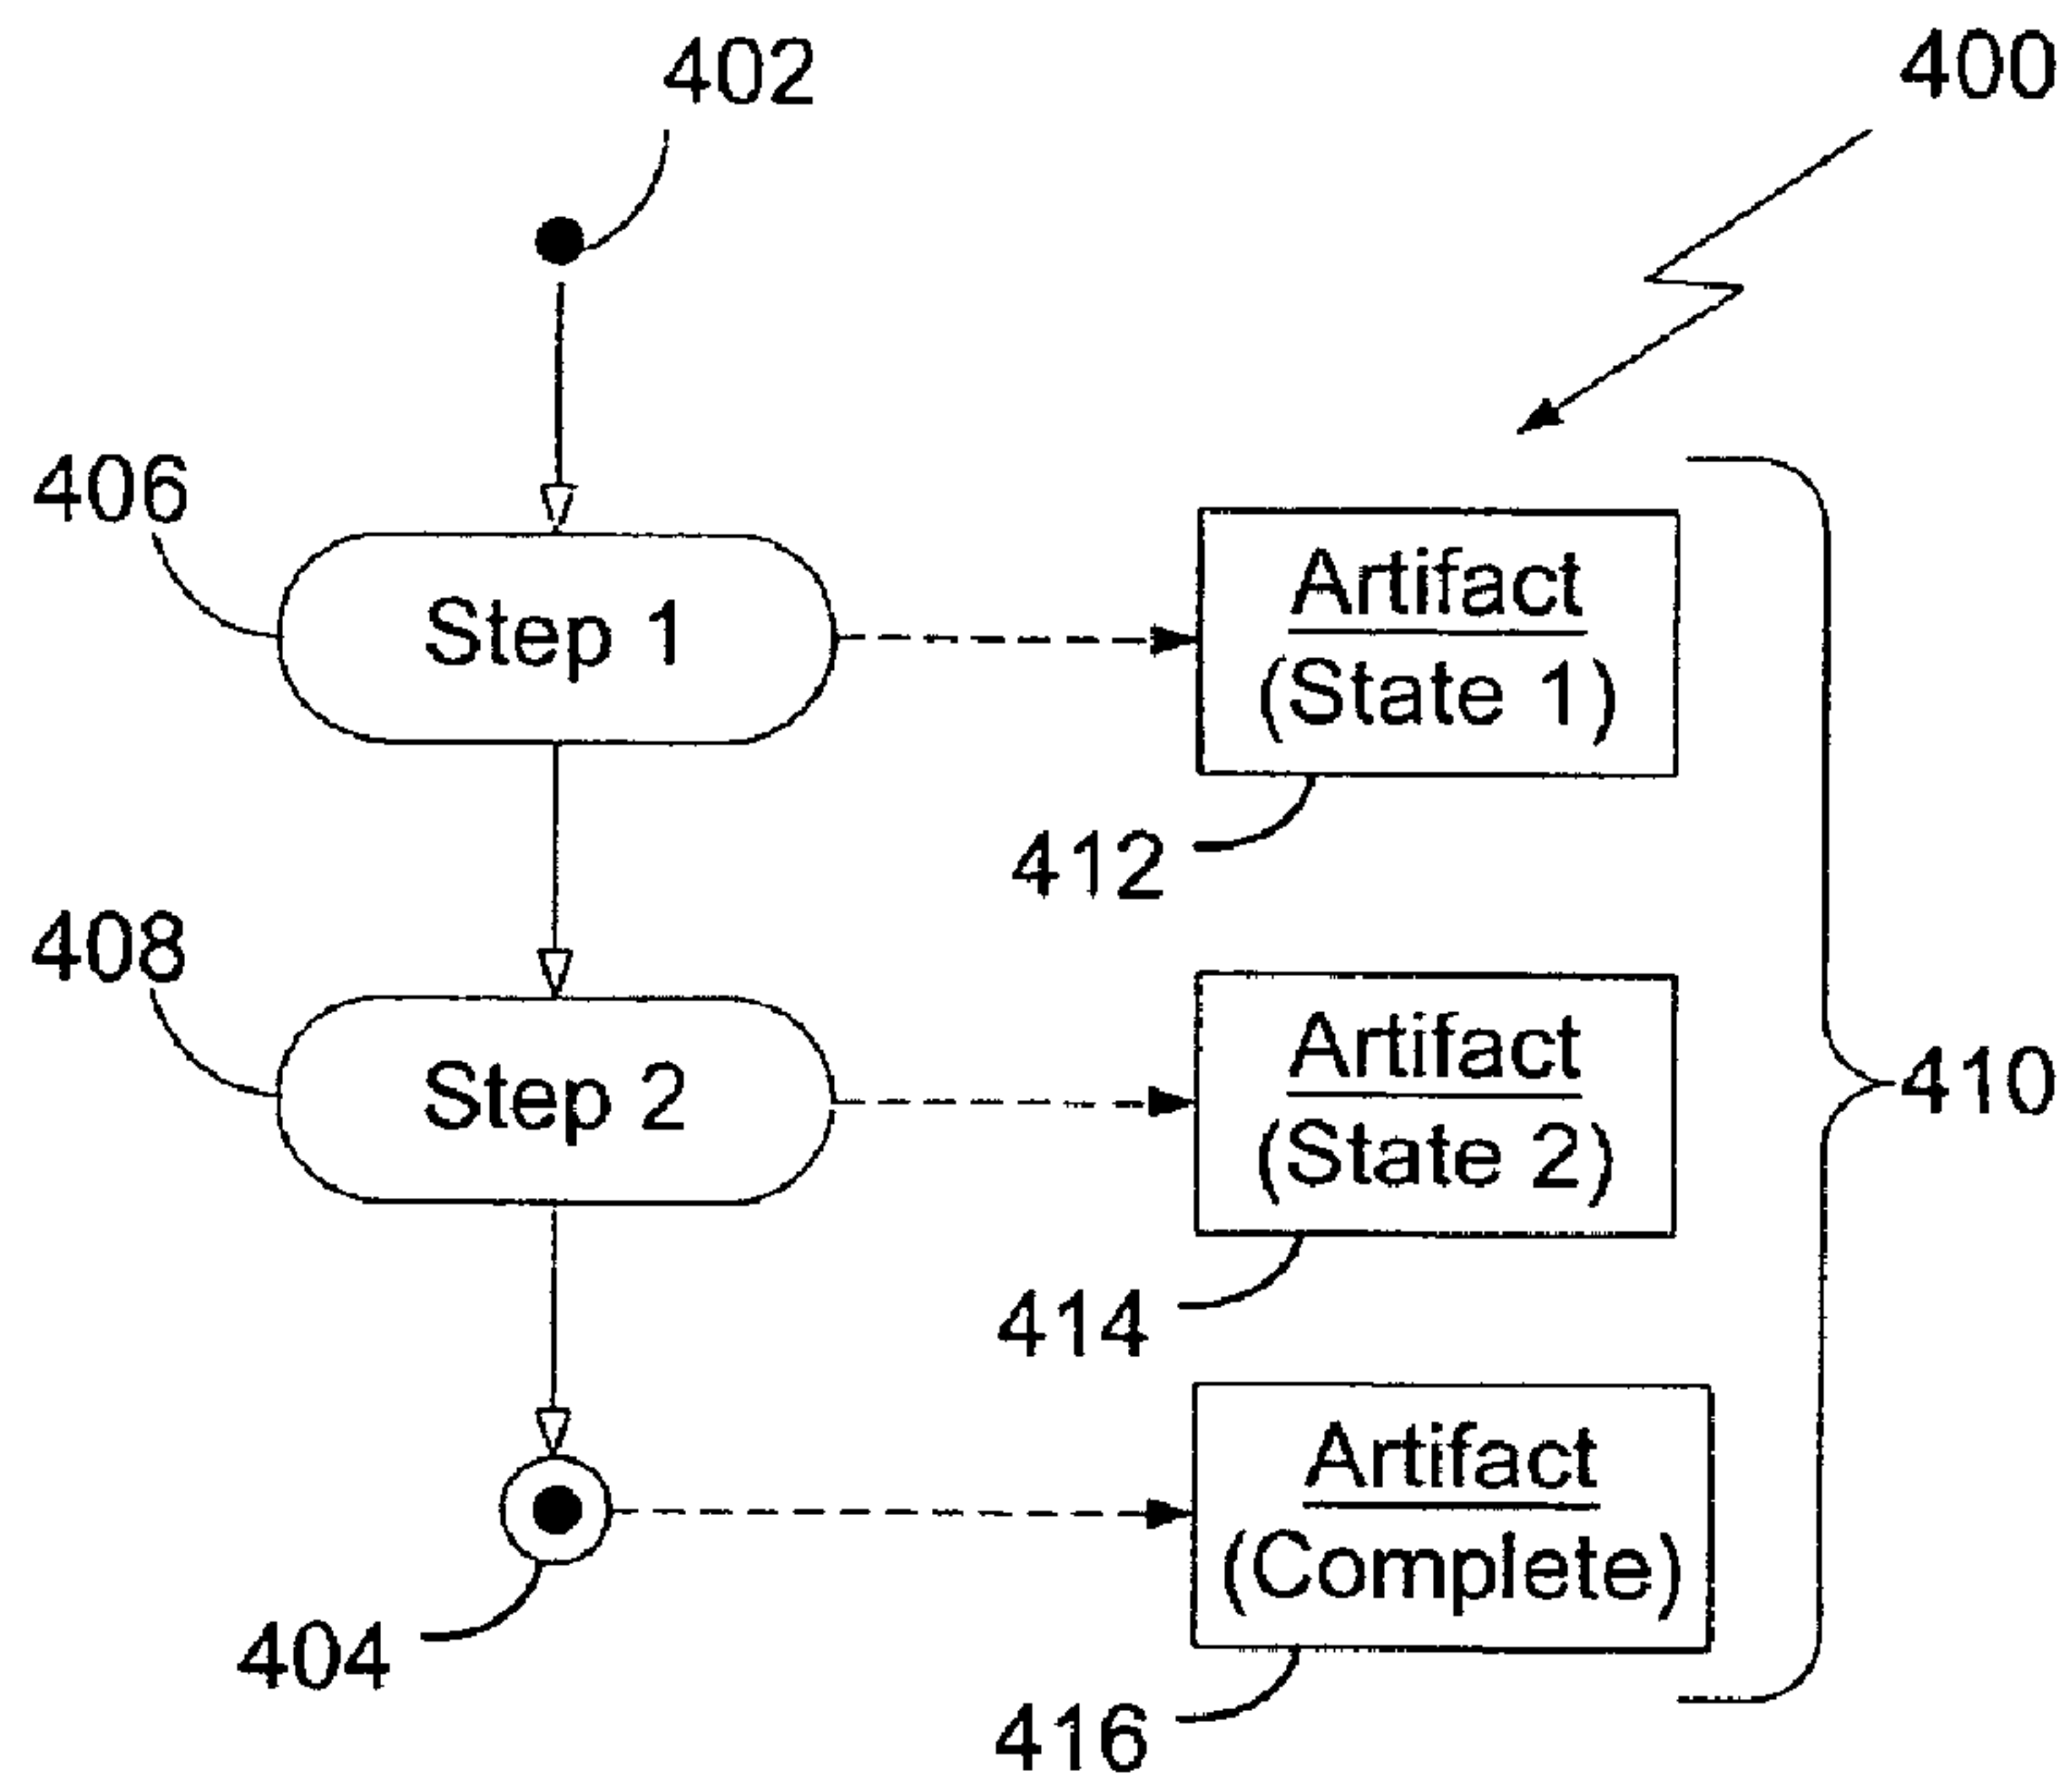 402
400
406
Step 1
Artifact
(State 1)
412
408
Step 2
Artifact
(State 2)
410
414
Artifact
(Complete)
404
416